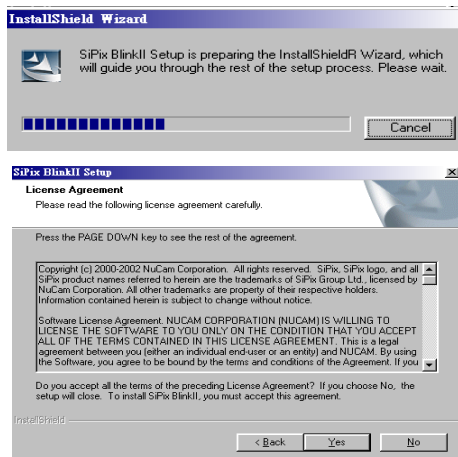 InstallShield Wizard
SiPix BlinkII Setup is preparing the InstallShieldR Wizard, which
will guide you through the rest of the setup process. Please wait.
Cancel
SiPix BlinkII Setup
License Agreement
Please read the following license agreement carefully.
Press the PAGE DOWN key to see the rest of the agreement.
Copyright (c) 2000-2002 NuCam Corporation. All rights reserved. SiPix, SiPix logo, and all
SiPix product names referred to herein are the trademarks of SiPix Group Ltd., licensed by
NuCam Corporation. All other trademarks are property of their respective holders.
Information contained herein is subject to change without notice.
Software License Agreement. NUCAM CORPORATION (NUCAM) IS WILLING TO
LICENSE THE SOFTWARE TO YOU ONLY ON THE CONDITION THAT YOU ACCEPT
ALL OF THE TERMS CONTAINED IN THIS LICENSE AGREEMENT. This is a legal
agreement between you (either an individual end-user or an entity) and NUCAM. By using
the Software, you agree to be bound by the terms and conditions of the Agreement. If you
Do you accept all the terms of the preceding License Agreement? If you choose No, the
setup will close. To install SiPix BlinkII, you must accept this agreement.
InstallShield
< Back Yes No